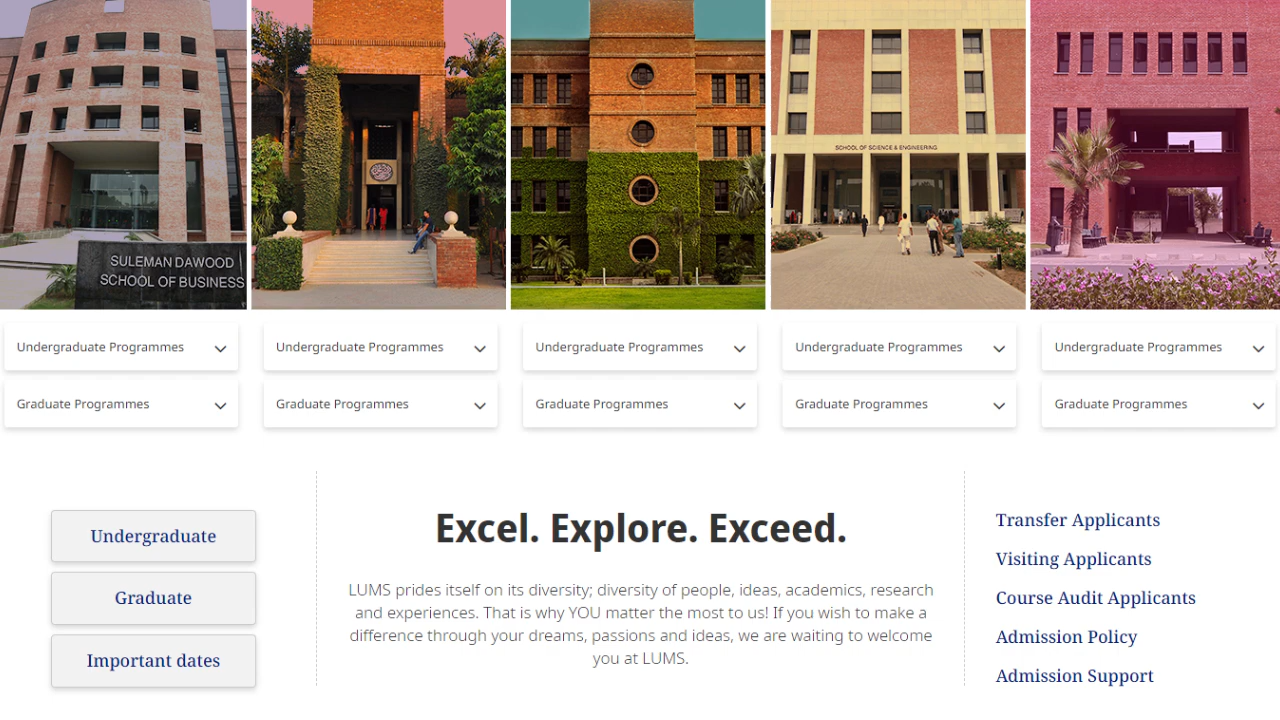 SULEMAN DAWOOD
SCHOOL OF BUSINESS
SCHOOL OF SCIENCE & ENGINEERING
Undergraduate Programmes
Undergraduate Programmes
Undergraduate Programmes
Undergraduate Programmes
Undergraduate Programmes
Graduate Programmes
Graduate Programmes
Graduate Programmes
Graduate Programmes
Graduate Programmes
Undergraduate
Graduate
Important dates
Excel. Explore. Exceed.
LUMS prides itself on its diversity; diversity of people, ideas, academics, research
and experiences. That is why YOU matter the most to us! If you wish to make a
difference through your dreams, passions and ideas, we are waiting to welcome
you at LUMS.
Transfer Applicants
Visiting Applicants
Course Audit Applicants
Admission Policy
Admission Support